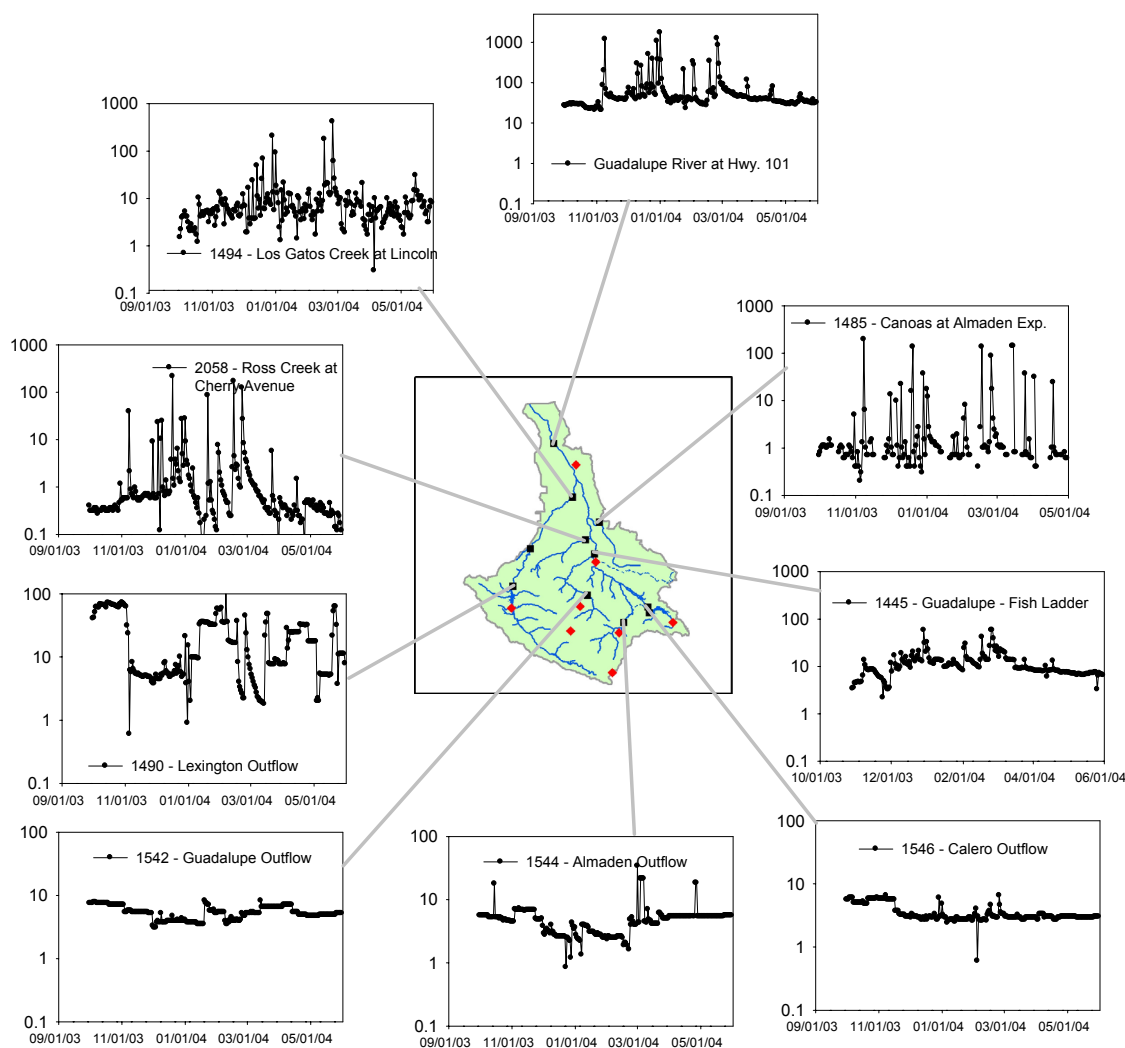 1000
100
10
1
0.1
09/01/03 11/01/03 01/01/04 03/01/04 05/01/04
Guadalupe River at Hwy. 101
1000
100
10
1
0.1
09/01/03 11/01/03 01/01/04 03/01/04 05/01/04
1494 - Los Gatos Creek at Lincoln
1000
100
10
1
0.1
09/01/03 11/01/03 01/01/04 03/01/04 05/01/04
1485 - Canoas at Almaden Exp.
1000
100
10
1
0.1
09/01/03 11/01/03 01/01/04 03/01/04 05/01/04
2058 - Ross Creek at
Cherry Avenue
1000
100
10
1
0.1
10/01/03 12/01/03 02/01/04 04/01/04 06/01/04
1445 - Guadalupe - Fish Ladder
100
10
1
0.1
09/01/03 11/01/03 01/01/04 03/01/04 05/01/04
1490 - Lexington Outflow
100
10
1
0.1
09/01/03 11/01/03 01/01/04 03/01/04 05/01/04
1542 - Guadalupe Outflow
100
10
1
0.1
09/01/03 11/01/03 01/01/04 03/01/04 05/01/04
1544 - Almaden Outflow
100
10
1
0.1
09/01/03 11/01/03 01/01/04 03/01/04 05/01/04
1546 - Calero Outflow